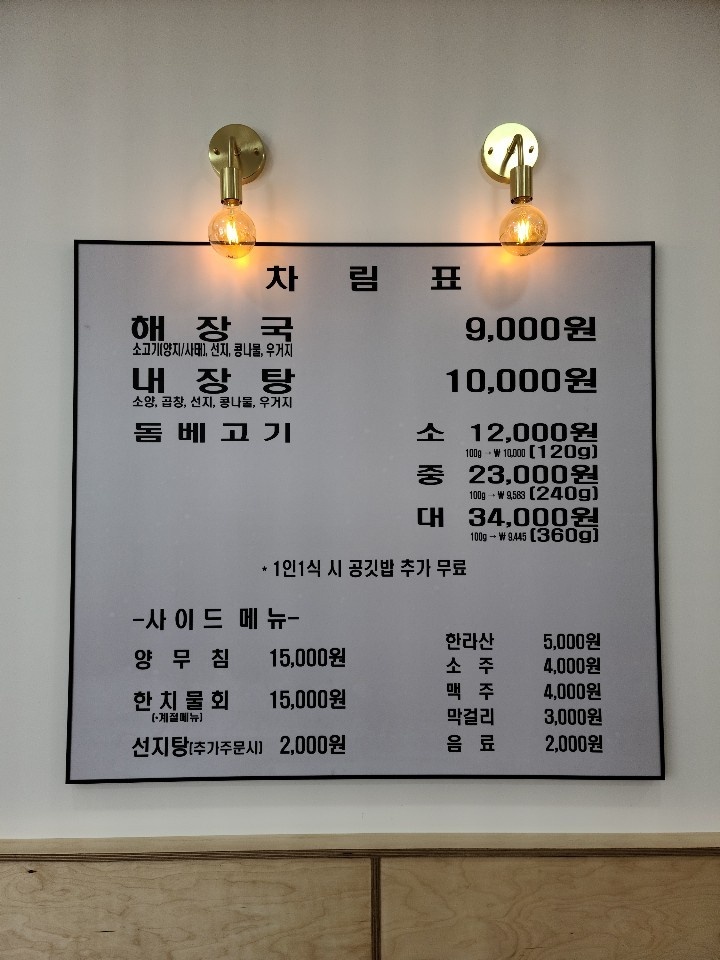 차 림 표
해 장 국 9,000원
소고기(양지/사태), 선지, 콩나물, 우거지
내 장 탕 10,000원
소양, 곱창, 선지, 콩나물, 우거지
돔베고기 소 12,000원
100g → ₩ 10,000 (120g)
중 23,000원
100g → ₩ 9,583 (240g)
대 34,000원
100g → ₩ 9,445 (360g)
* 1인1식 시 공깃밥 추가 무료
-사이드 메뉴-
양 무 침 15,000원
한치물회 15,000원
(*계절메뉴)
선지탕(추가주문시) 2,000원
한라산 5,000원
소 주 4,000원
맥 주 4,000원
막걸리 3,000원
음 료 2,000원